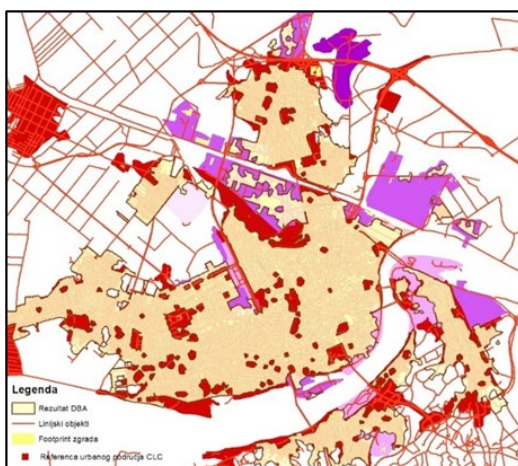 Legenda
Rezultat DBA
Linijski objekti
Footprint zgrada
Referenca urbanog područja CLC